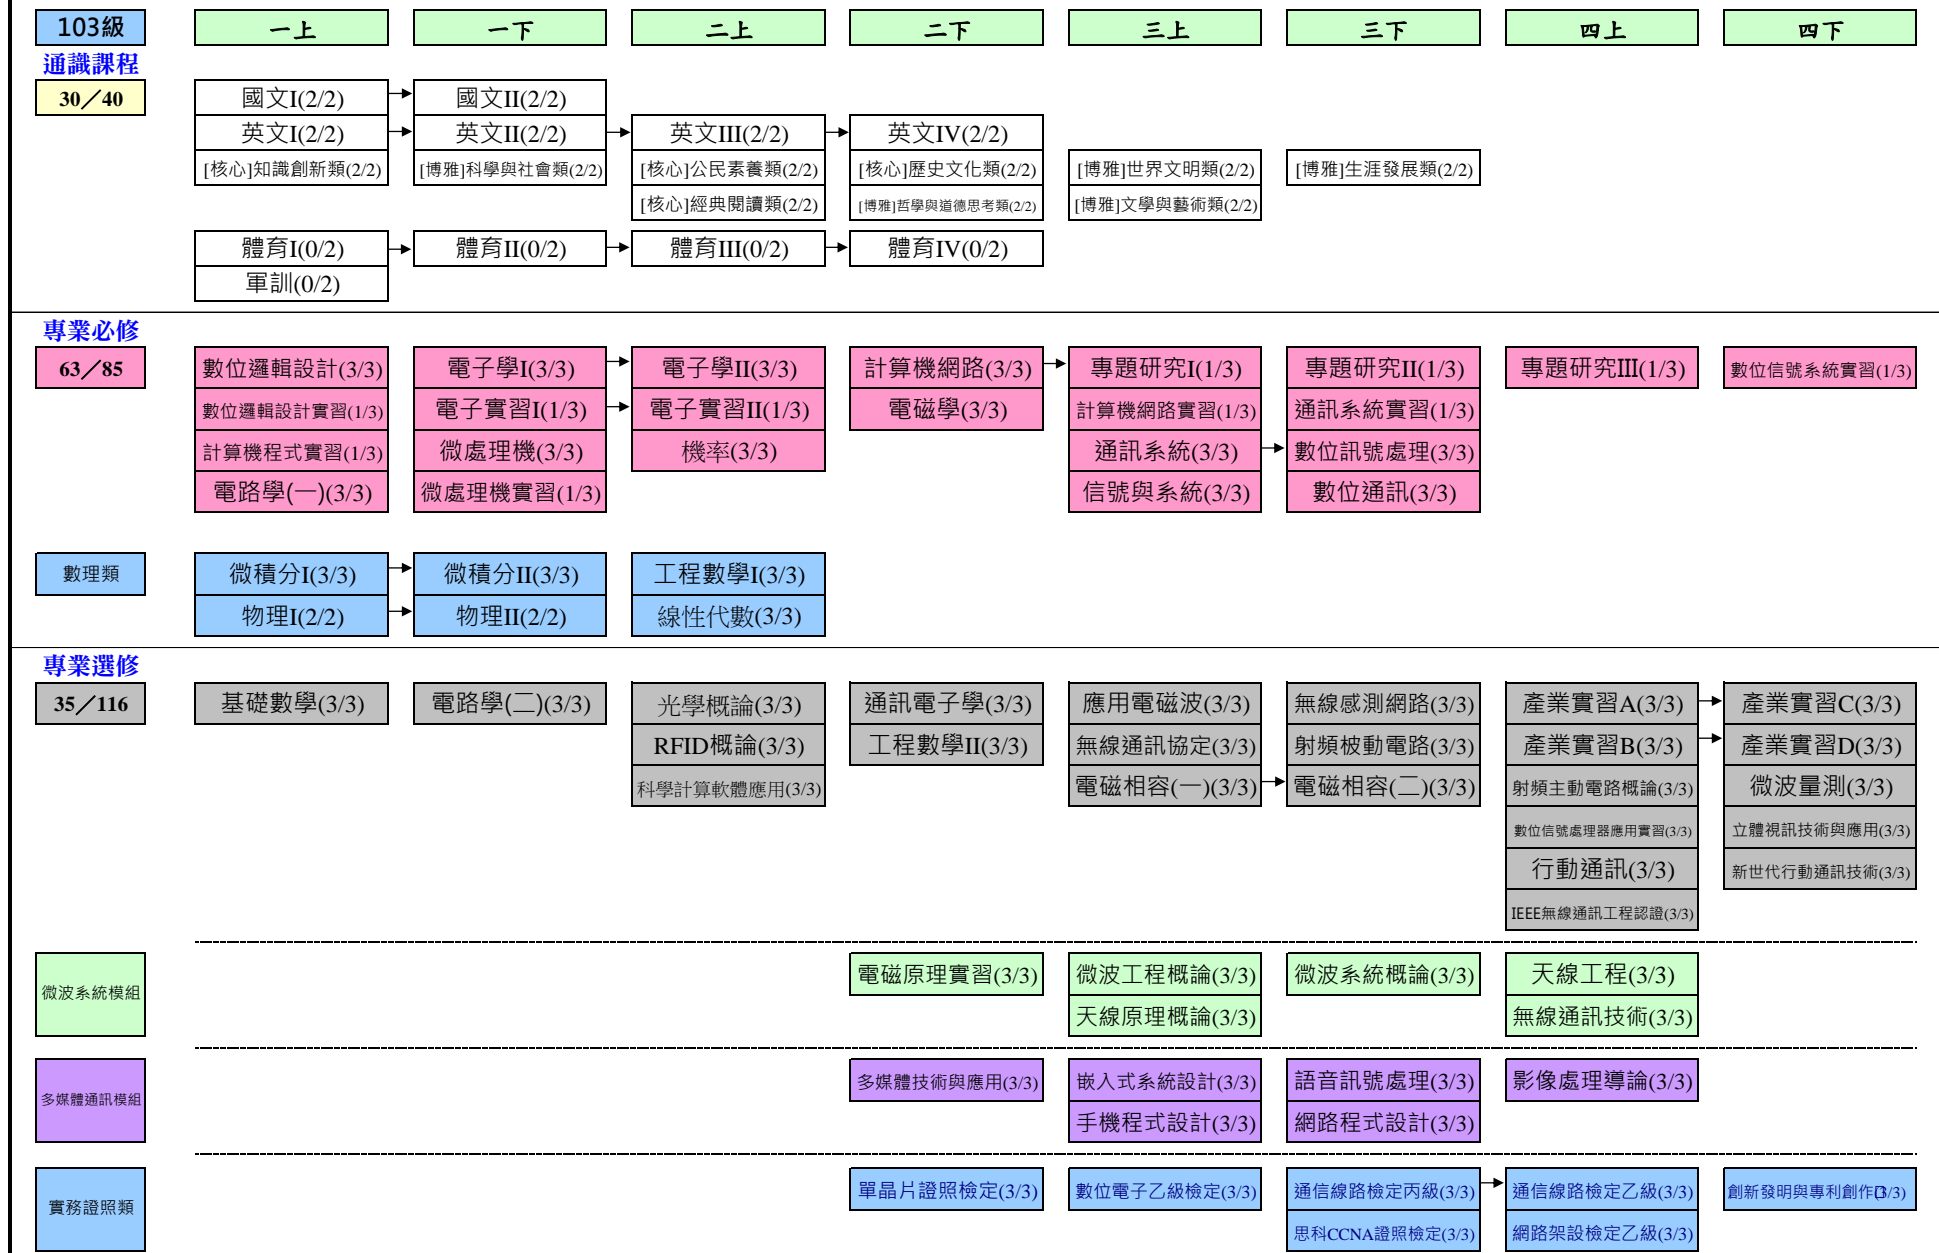 103級 一上 一下 二上 二下 三上 三下 四上 四下
通識課程
30／40 國文I(2/2) 國文II(2/2)
英文I(2/2) 英文II(2/2) 英文III(2/2) 英文IV(2/2)
[核心]知識創新類(2/2) [博雅]科學與社會類(2/2) [核心]公民素養類(2/2) [核心]歷史文化類(2/2) [博雅]世界文明類(2/2) [博雅]生涯發展類(2/2)
[核心]經典閱讀類(2/2) [博雅]哲學與道德思考類(2/2) [博雅]文學與藝術類(2/2)
體育I(0/2) 體育II(0/2) 體育III(0/2) 體育IV(0/2)
軍訓(0/2)
專業必修
63／85 數位邏輯設計(3/3) 電子學I(3/3) 電子學II(3/3) 計算機網路(3/3) 專題研究I(1/3) 專題研究II(1/3) 專題研究III(1/3) 數位信號系統實習(1/3)
數位邏輯設計實習(1/3) 電子實習I(1/3) 電子實習II(1/3) 電磁學(3/3) 計算機網路實習(1/3) 通訊系統實習(1/3)
計算機程式實習(1/3) 微處理機(3/3) 機率(3/3) 通訊系統(3/3) 數位訊號處理(3/3)
電路學(一)(3/3) 微處理機實習(1/3) 信號與系統(3/3) 數位通訊(3/3)
數理類 微積分I(3/3) 微積分II(3/3) 工程數學I(3/3)
物理I(2/2) 物理II(2/2) 線性代數(3/3)
專業選修
35／116 基礎數學(3/3) 電路學(二)(3/3) 光學概論(3/3) 通訊電子學(3/3) 應用電磁波(3/3) 無線感測網路(3/3) 產業實習A(3/3) 產業實習C(3/3)
RFID概論(3/3) 工程數學II(3/3) 無線通訊協定(3/3) 射頻被動電路(3/3) 產業實習B(3/3) 產業實習D(3/3)
科學計算軟體應用(3/3) 電磁相容(一)(3/3) 電磁相容(二)(3/3) 射頻主動電路概論(3/3) 微波量測(3/3)
數位信號處理器應用實習(3/3) 立體視訊技術與應用(3/3)
行動通訊(3/3) 新世代行動通訊技術(3/3)
IEEE無線通訊工程認證(3/3)
微波系統模組 電磁原理實習(3/3) 微波工程概論(3/3) 微波系統概論(3/3) 天線工程(3/3)
天線原理概論(3/3) 無線通訊技術(3/3)
多媒體通訊模組 多媒體技術與應用(3/3) 嵌入式系統設計(3/3) 語音訊號處理(3/3) 影像處理導論(3/3)
手機程式設計(3/3) 網路程式設計(3/3)
實務證照類 單晶片證照檢定(3/3) 數位電子乙級檢定(3/3) 通信線路檢定丙級(3/3) 通信線路檢定乙級(3/3) 創新發明與專利創作(3/3)
思科CCNA證照檢定(3/3) 網路架設檢定乙級(3/3)